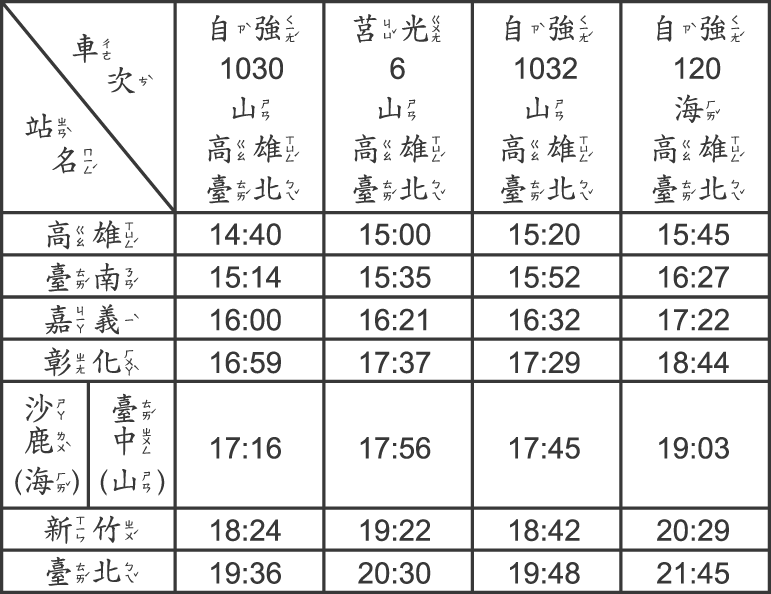 車次
站名
自強 莒光 自強 自強
1030 6 1032 120
山 山 山 海
高雄 高雄 高雄 高雄
臺北 臺北 臺北 臺北
高雄 14:40 15:00 15:20 15:45
臺南 15:14 15:35 15:52 16:27
嘉義 16:00 16:21 16:32 17:22
彰化 16:59 17:37 17:29 18:44
沙鹿(海) 臺中(山) 17:16 17:56 17:45 19:03
新竹 18:24 19:22 18:42 20:29
臺北 19:36 20:30 19:48 21:45